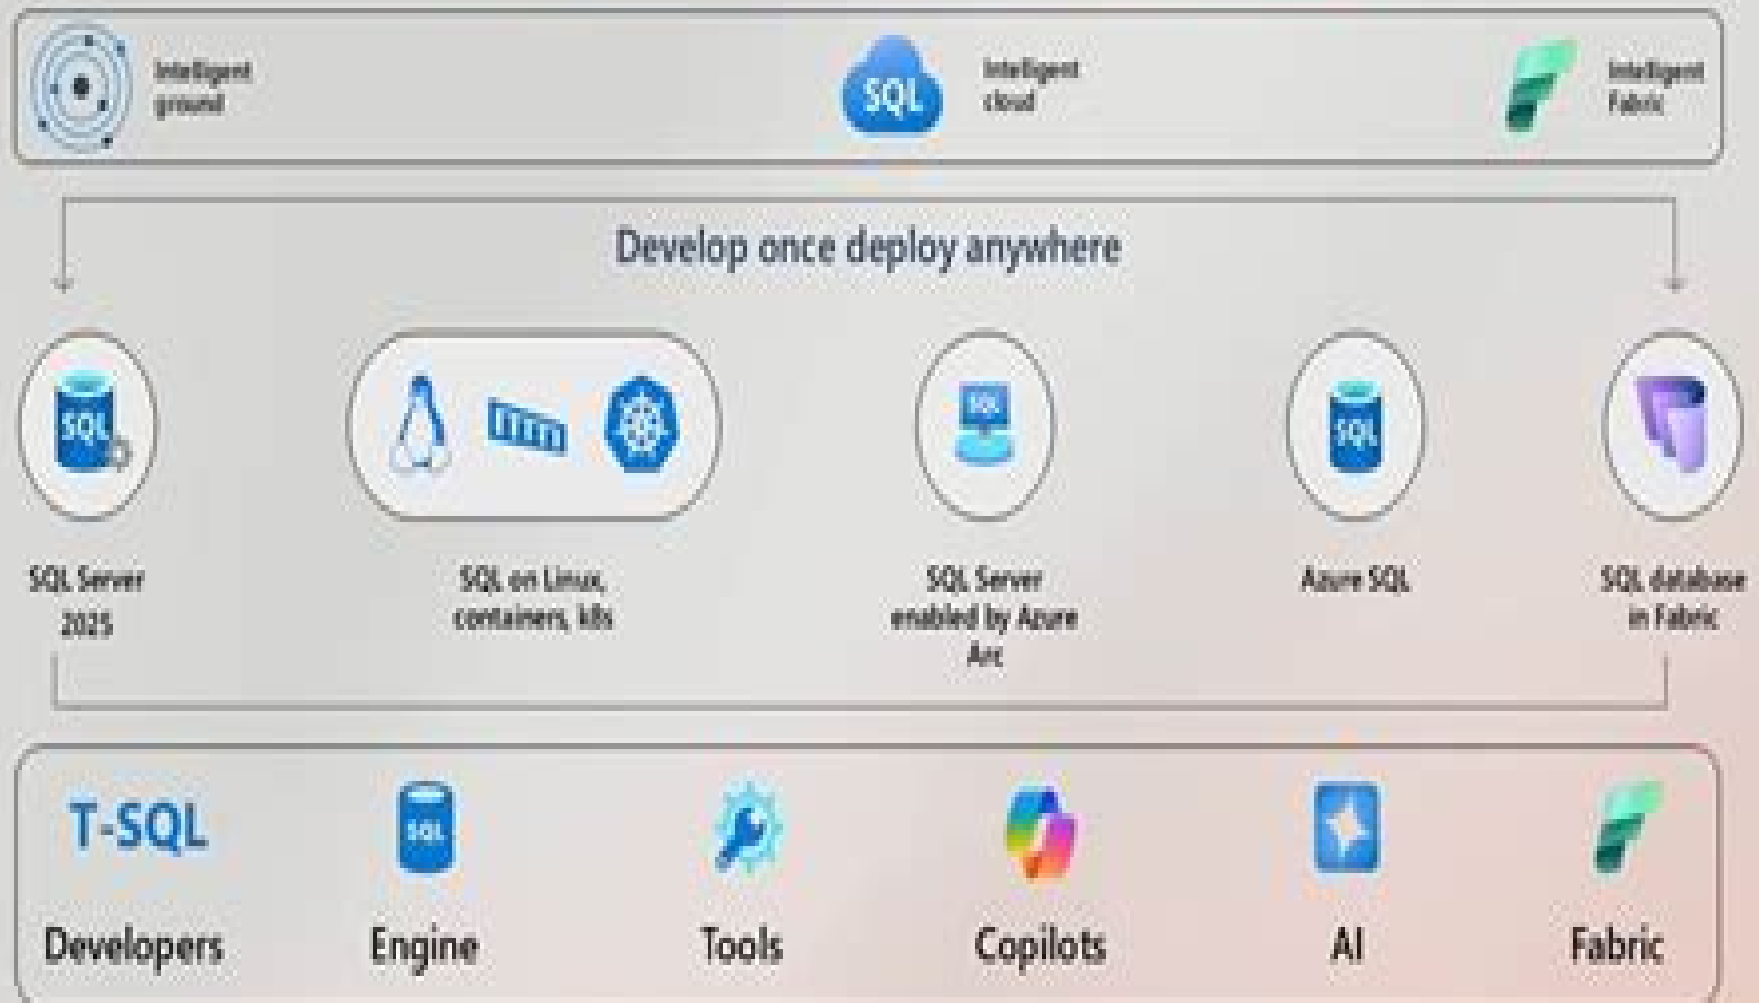 Intelligent
ground
SQL
Intelligent
cloud
Intelligent
Fabric
Develop once deploy anywhere
SQL
SQL
SQL
SQL Server
2025
SQL on Linux,
containers, k8s
SQL Server
enabled by Azure
Arc
Azure SQL
SQL database
in Fabric
T-SQL
SQL
Developers
Engine
Tools
Copilots
AI
Fabric